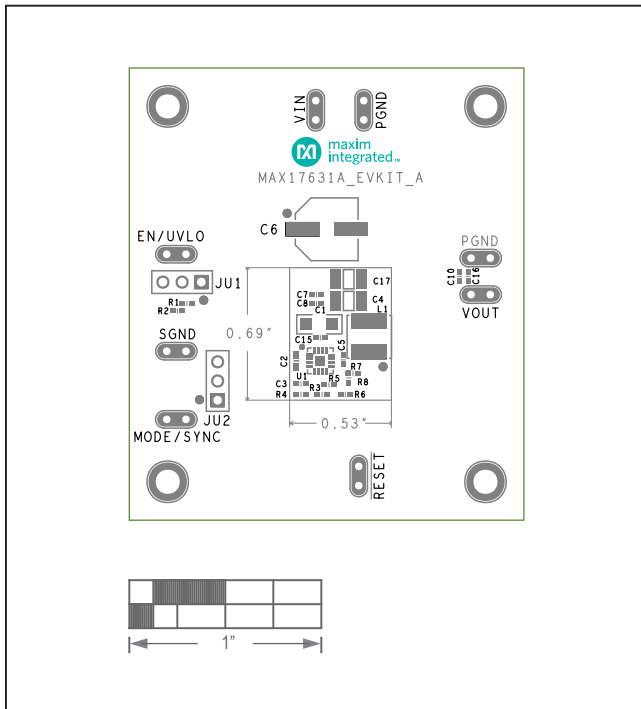 VIN
PGND
maxim
integrated™
MAX17631A_EVKIT_A
C6
EN/UVLO
PGND
JU1
C17
C10
C16
C7
R1
C8
C4
R2
C1
L1
VOUT
SGND
0.69"
C15
C2
C5
R7
U1
R5
R8
C3
R3
R4
R6
JU2
0.53"
MODE/SYNC
RESET
1"